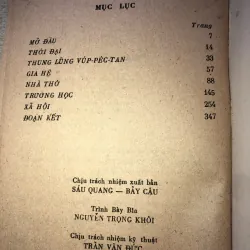 MỤC LỤC
Trang
MỞ ĐẦU 7
THỜI ĐẠI 14
THUNG LŨNG VÚP-PÉC-TAN 33
GIA HỆ 57
NHÀ THỜ 88
TRƯỜNG HỌC 145
XÃ HỘI 254
ĐOẠN KẾT 347
Chịu trách nhiệm xuất bản
SÁU QUANG — BẢY CẬU
Trình Bày Bìa
NGUYỄN TRỌNG KHÔI
Chịu trách nhiệm kỹ thuật
TRẦN VĂN ĐỨC